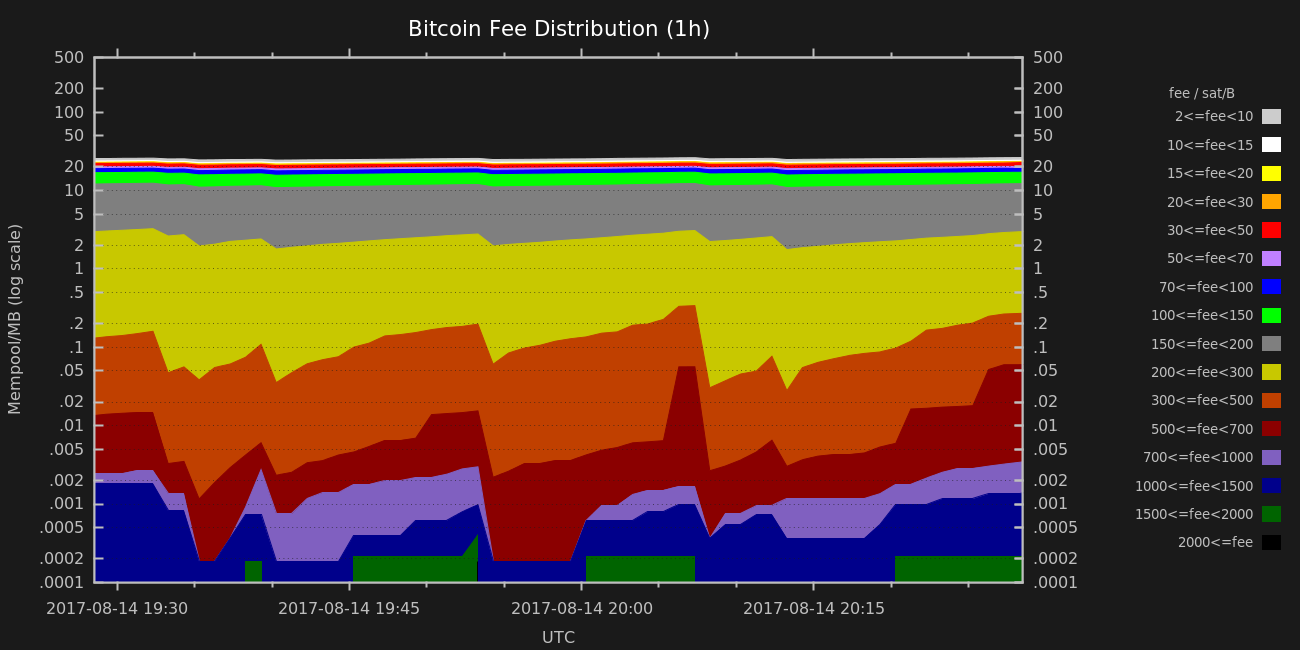 Bitcoin Fee Distribution (1h)
500 500
200 200
100 100
50 50
20 20
10 10
5 5
2 2
1 1
.5 .5
.2 .2
.1 .1
.05 .05
.02 .02
.01 .01
.005 .005
.002 .002
.001 .001
.0005 .0005
.0002 .0002
.0001 .0001
Mempool/MB (log scale)
2017-08-14 19:30 2017-08-14 19:45 2017-08-14 20:00 2017-08-14 20:15
UTC
fee / sat/B
2<=fee<10
10<=fee<15
15<=fee<20
20<=fee<30
30<=fee<50
50<=fee<70
70<=fee<100
100<=fee<150
150<=fee<200
200<=fee<300
300<=fee<500
500<=fee<700
700<=fee<1000
1000<=fee<1500
1500<=fee<2000
2000<=fee